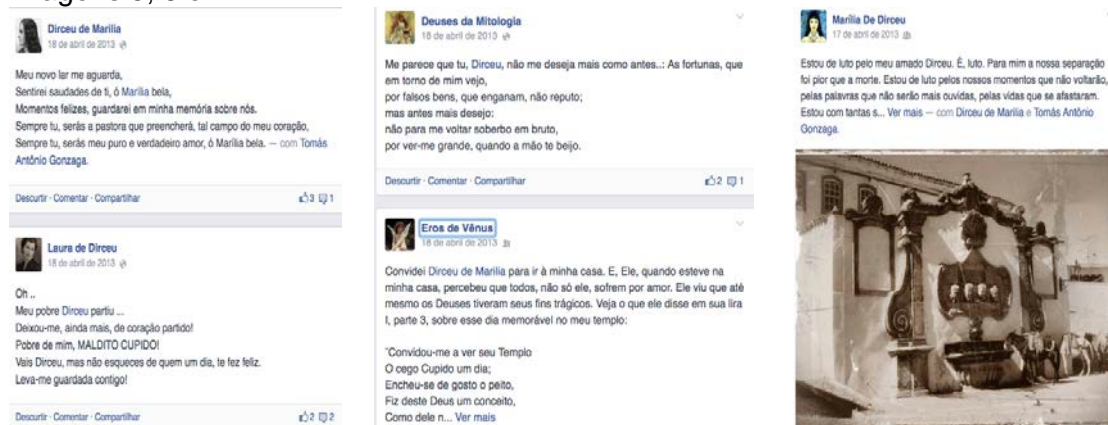 Dirceu de Marília
18 de abril de 2013
Meu novo lar me aguarda,
Sentirei saudades de ti, ó Marília bela,
Momentos felizes, guardarei em minha memória sobre nós.
Sempre tu, serás a pastora que preencherá, tal campo do meu coração,
Sempre tu, serás meu puro e verdadeiro amor, ó Marília bela. — com Tomás
Antônio Gonzaga.
Descurtir · Comentar · Compartilhar 3 1
Laura de Dirceu
18 de abril de 2013
Oh ..
Meu pobre Dirceu partiu ...
Deixou-me, ainda mais, de coração partido!
Pobre de mim, MALDITO CUPIDO!
Vais Dirceu, mas não esqueces de quem um dia, te fez feliz.
Leva-me guardada contigo!
Descurtir · Comentar · Compartilhar 2 2
Deuses da Mitologia
18 de abril de 2013
Me parece que tu, Dirceu, não me deseja mais como antes..: As fortunas, que
em torno de mim vejo,
por falsos bens, que enganam, não reputo;
mas antes mais desejo:
não para me voltar soberbo em bruto,
por ver-me grande, quando a mão te beijo.
Descurtir · Comentar · Compartilhar 2 1
Eros de Vênus
18 de abril de 2013
Convidei Dirceu de Marilia para ir à minha casa. E, Ele, quando esteve na
minha casa, percebeu que todos, não só ele, sofrem por amor. Ele viu que até
mesmo os Deuses tiveram seus fins trágicos. Veja o que ele disse em sua lira
I, parte 3, sobre esse dia memorável no meu templo:
"Convidou-me a ver seu Templo
O cego Cupido um dia;
Encheu-se de gosto o peito,
Fiz deste Deus um conceito,
Como dele n... Ver mais
Marília De Dirceu
17 de abril de 2013
Estou de luto pelo meu amado Dirceu. É, luto. Para mim a nossa separação
foi pior que a morte. Estou de luto pelos nossos momentos que não voltarão,
pelas palavras que não serão mais ouvidas, pelas vidas que se afastaram.
Estou com tantas s... Ver mais — com Dirceu de Marilia e Tomás Antônio
Gonzaga.